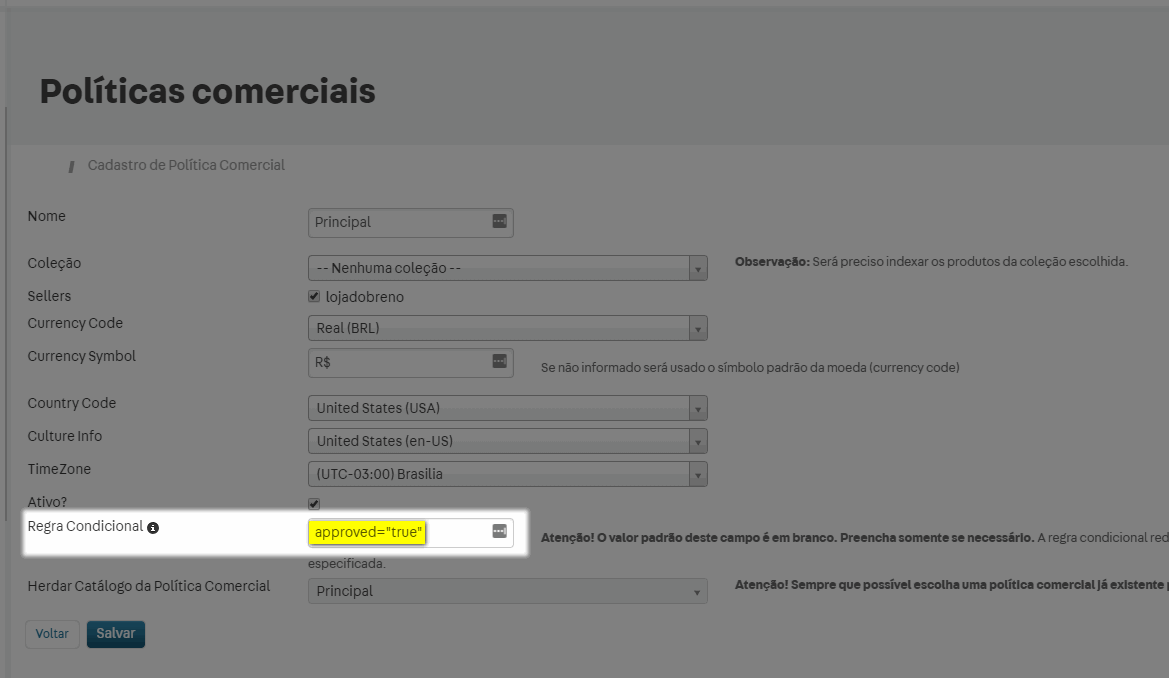 Políticas comerciais
/ Cadastro de Política Comercial
Nome
Principal
Coleção
-- Nenhuma coleção --
Observação: Será preciso indexar os produtos da coleção escolhida.
Sellers
lojadobreno
Currency Code
Real (BRL)
Currency Symbol
R$
Se não informado será usado o símbolo padrão da moeda (currency code)
Country Code
United States (USA)
Culture Info
United States (en-US)
TimeZone
(UTC-03:00) Brasilia
Ativo?
Regra Condicional
approved="true"
Atenção! O valor padrão deste campo é em branco. Preencha somente se necessário. A regra condicional red
especificada.
Herdar Catálogo da Política Comercial
Principal
Atenção! Sempre que possível escolha uma política comercial já existente p
Voltar
Salvar